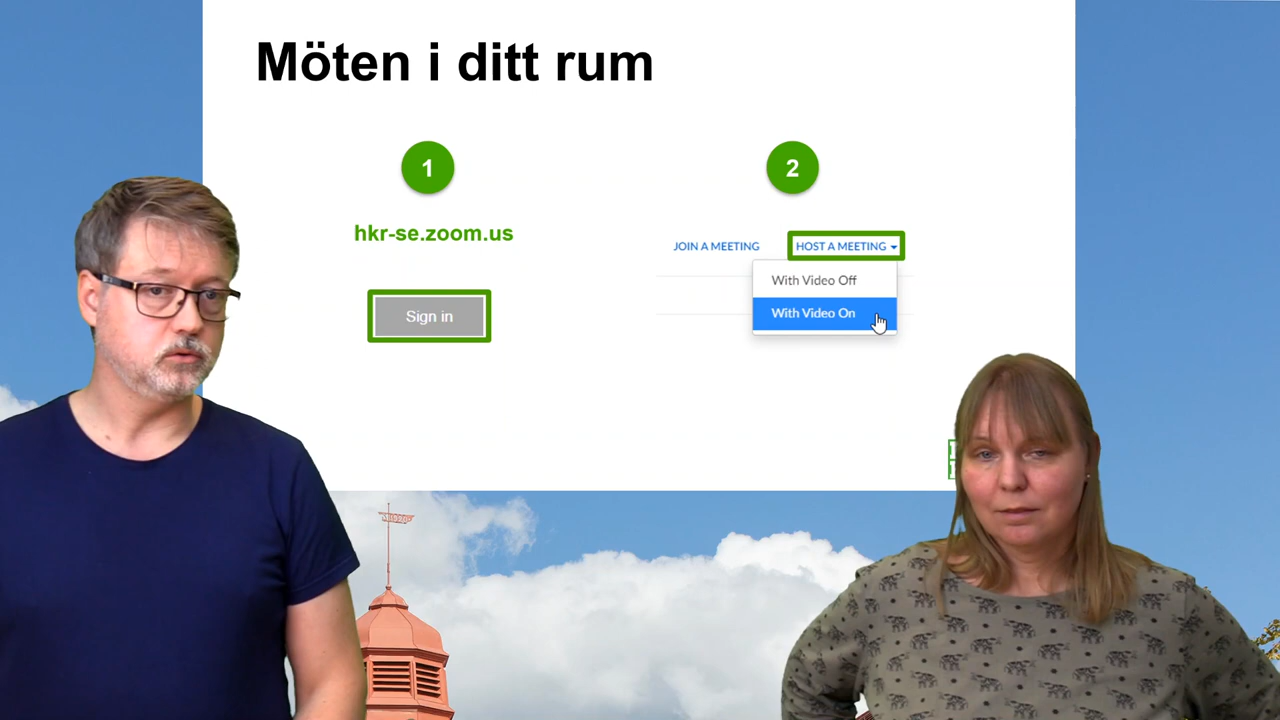 Möten i ditt rum
1
hkr-se.zoom.us
Sign in
2
JOIN A MEETING
HOST A MEETING
With Video Off
With Video On